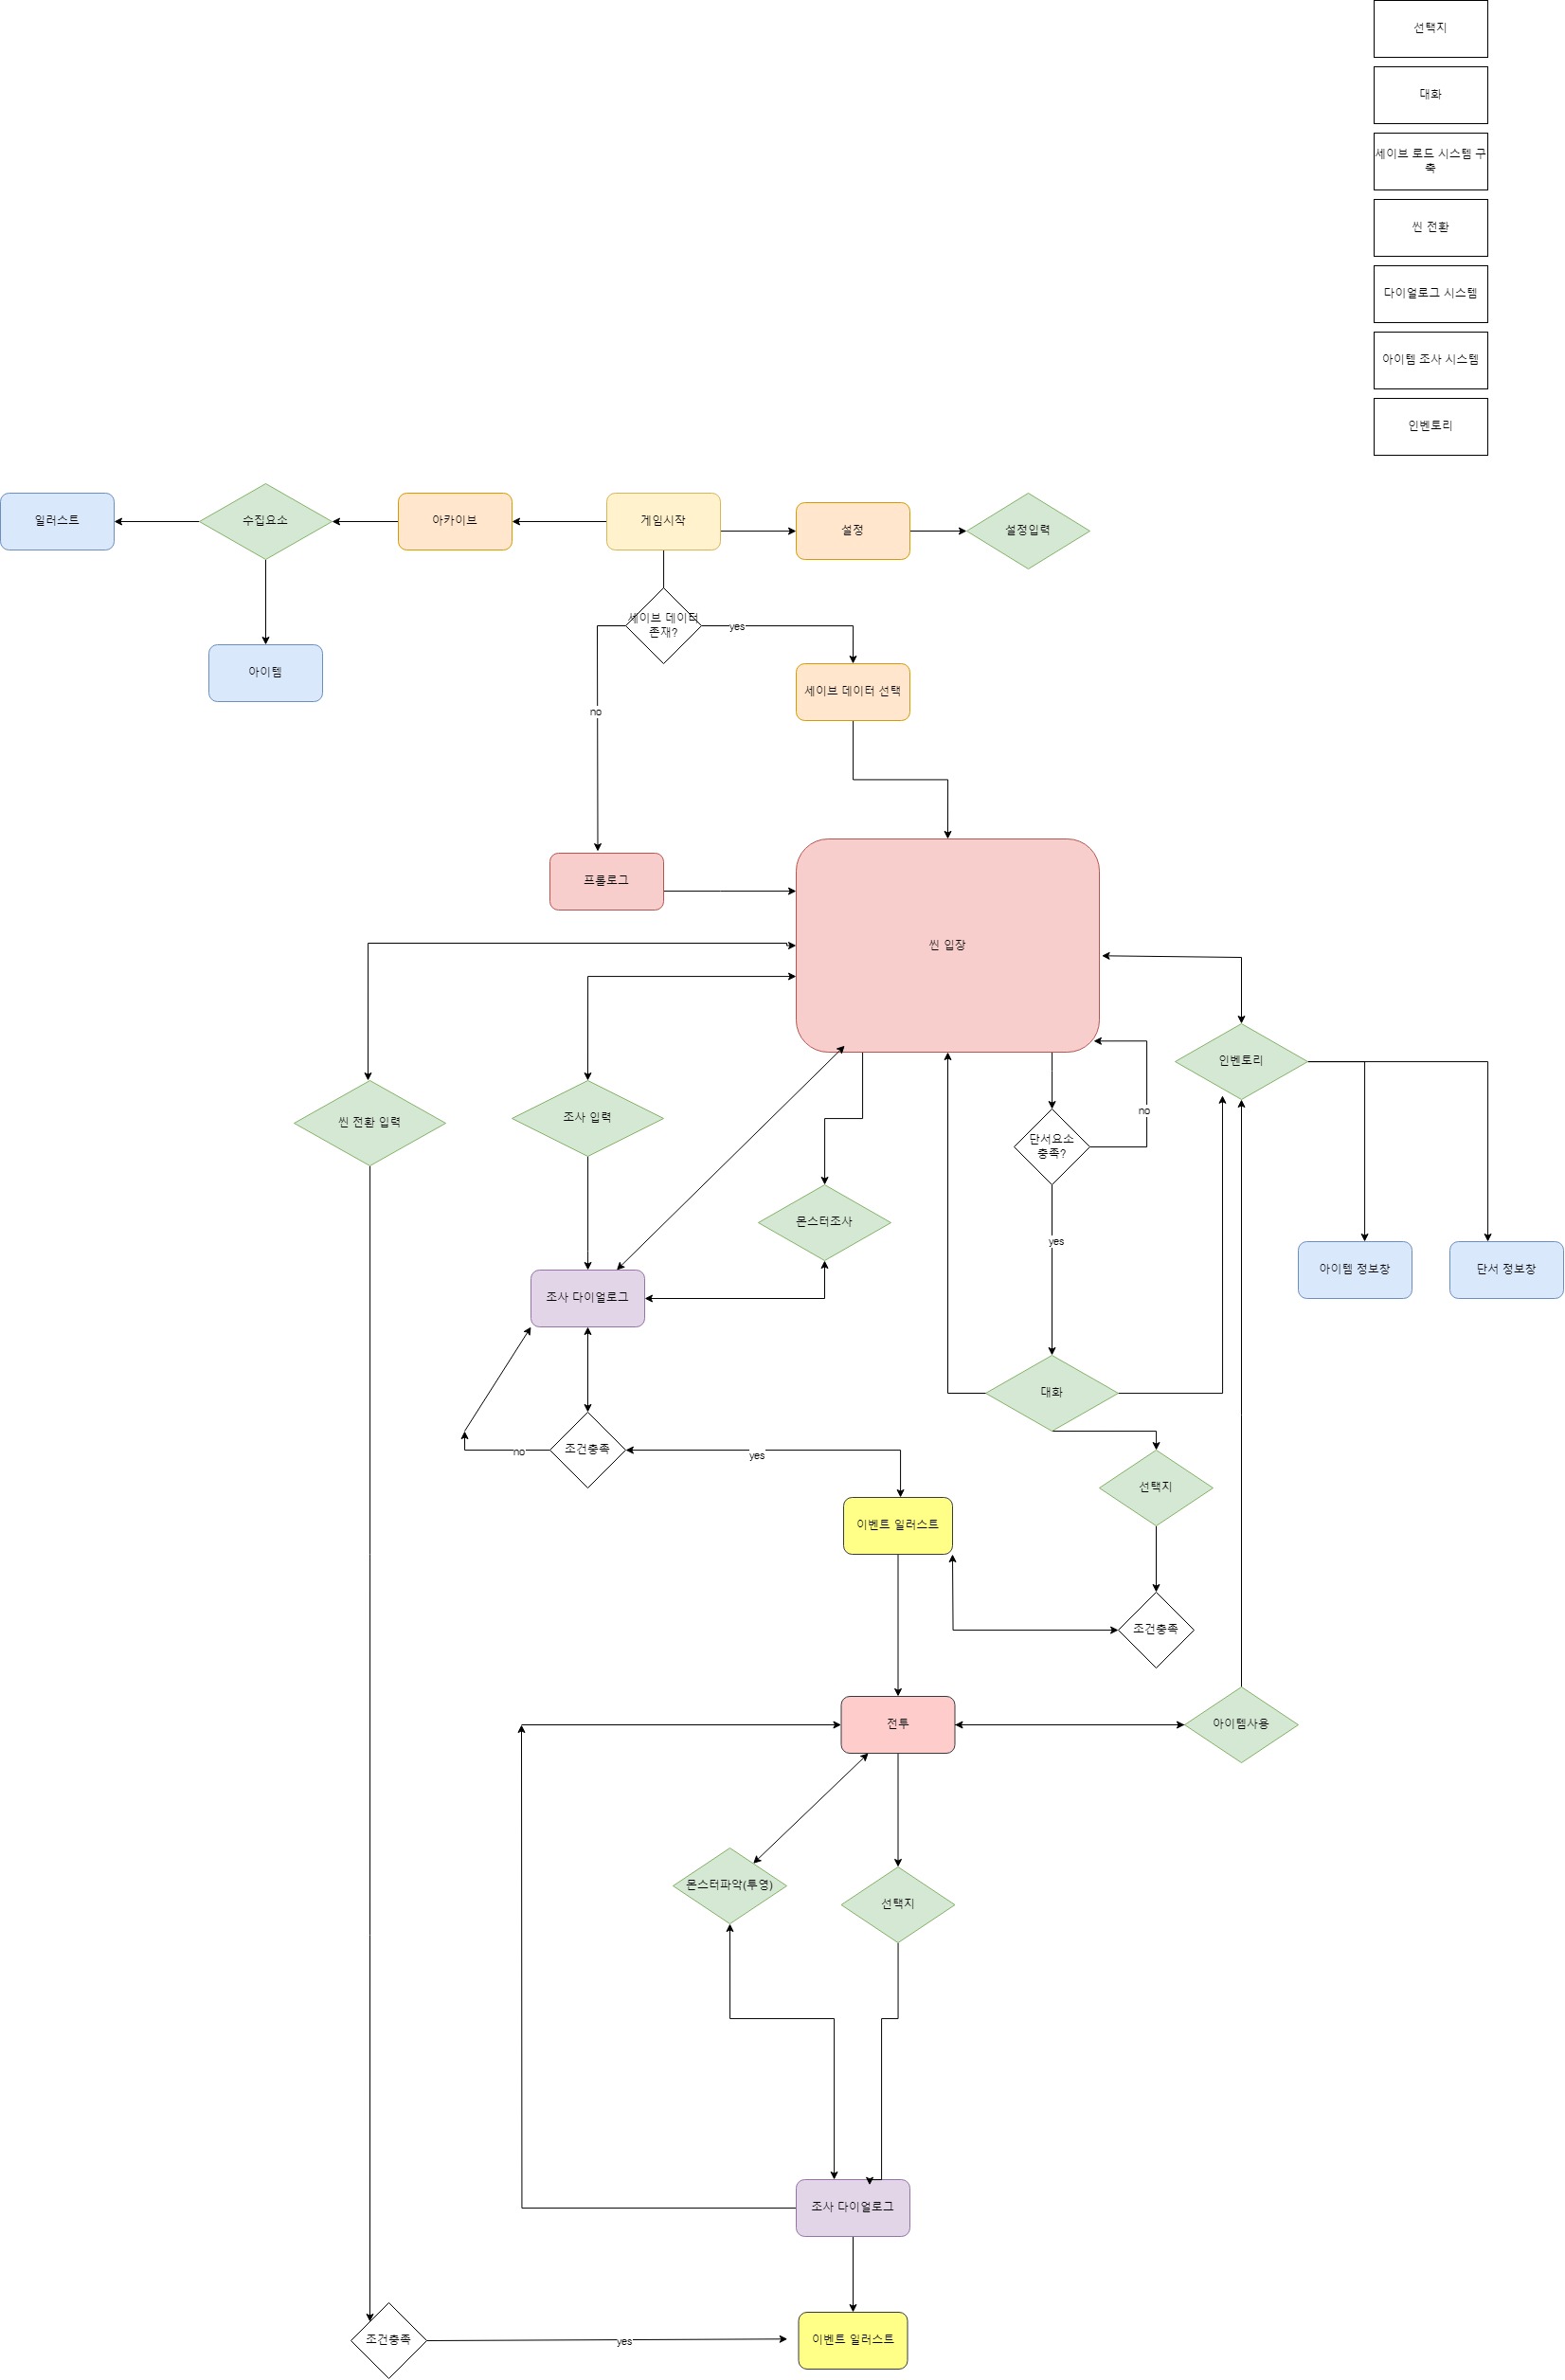 선택지
대화
세이브 로드 시스템 구
축
씬 전환
다이얼로그 시스템
아이템 조사 시스템
인벤토리
일러스트
수집요소
아카이브
게임시작
설정
설정입력
세이브 데이터
존재?
yes
아이템
세이브 데이터 선택
no
프롤로그
씬 입장
인벤토리
씬 전환 입력
조사 입력
no
단서요소
충족?
몬스터조사
yes
조사 다이얼로그
아이템 정보창
단서 정보창
대화
no
조건충족
yes
선택지
이벤트 일러스트
조건충족
전투
아이템사용
몬스터파악(투영)
선택지
조사 다이얼로그
조건충족
yes
이벤트 일러스트